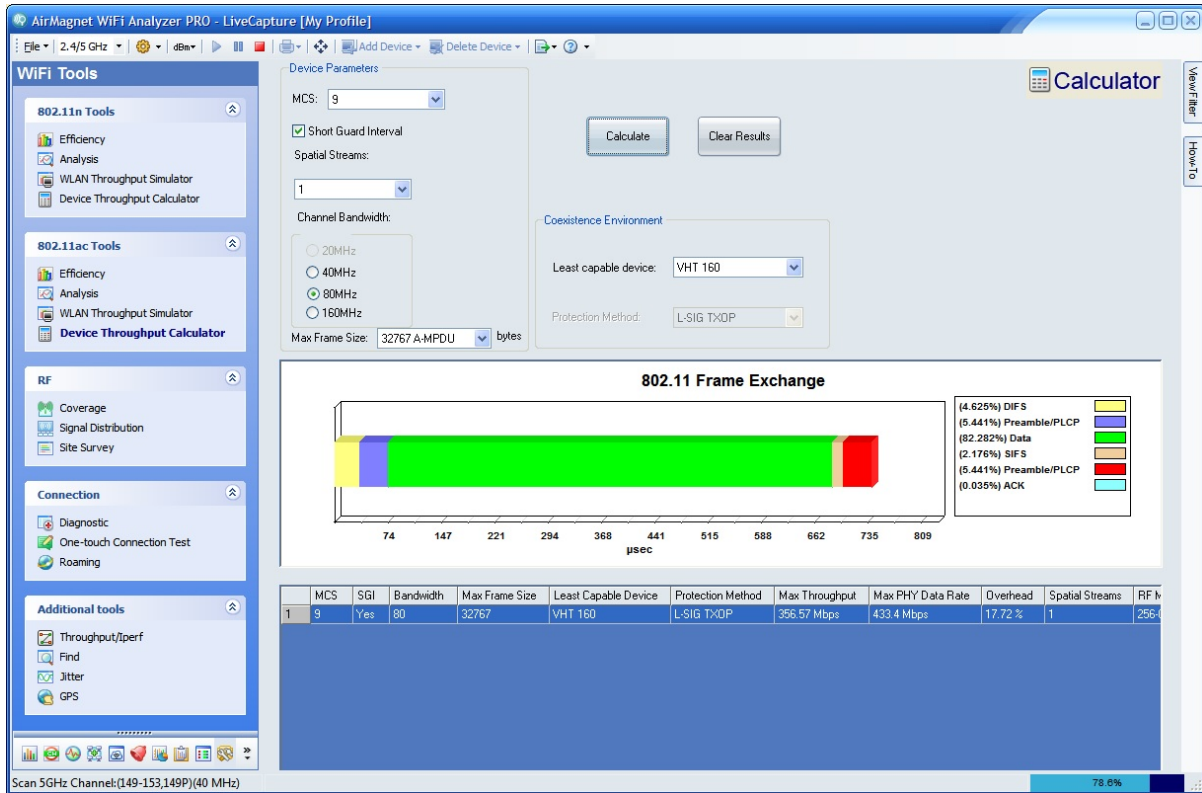 AirMagnet WiFi Analyzer PRO - LiveCapture [My Profile]
File 2.4/5 GHz dBm Add Device Delete Device
WiFi Tools
802.11n Tools
Efficiency
Analysis
WLAN Throughput Simulator
Device Throughput Calculator
802.11ac Tools
Efficiency
Analysis
WLAN Throughput Simulator
Device Throughput Calculator
RF
Coverage
Signal Distribution
Site Survey
Connection
Diagnostic
One-touch Connection Test
Roaming
Additional tools
Throughput/Iperf
Find
Jitter
GPS
Device Parameters
MCS: 9
Short Guard Interval
Spatial Streams:
1
Channel Bandwidth:
20MHz
40MHz
80MHz
160MHz
Max Frame Size: 32767 A-MPDU bytes
Calculate Clear Results
Calculator
Coexistence Environment
Least capable device: VHT 160
Protection Method: L-SIG TXOP
View Filter
How-To
802.11 Frame Exchange
(4.625%) DIFS
(5.441%) Preamble/PLCP
(82.282%) Data
(2.176%) SIFS
(5.441%) Preamble/PLCP
(0.035%) ACK
74 147 221 294 368 441 515 588 662 735 809
µsec
MCS SGI Bandwidth Max Frame Size Least Capable Device Protection Method Max Throughput Max PHY Data Rate Overhead Spatial Streams RF M
1 9 Yes 80 32767 VHT 160 L-SIG TXOP 356.57 Mbps 433.4 Mbps 17.72 % 1 256-
Scan 5GHz Channel:(149-153,149P)(40 MHz) 78.6%